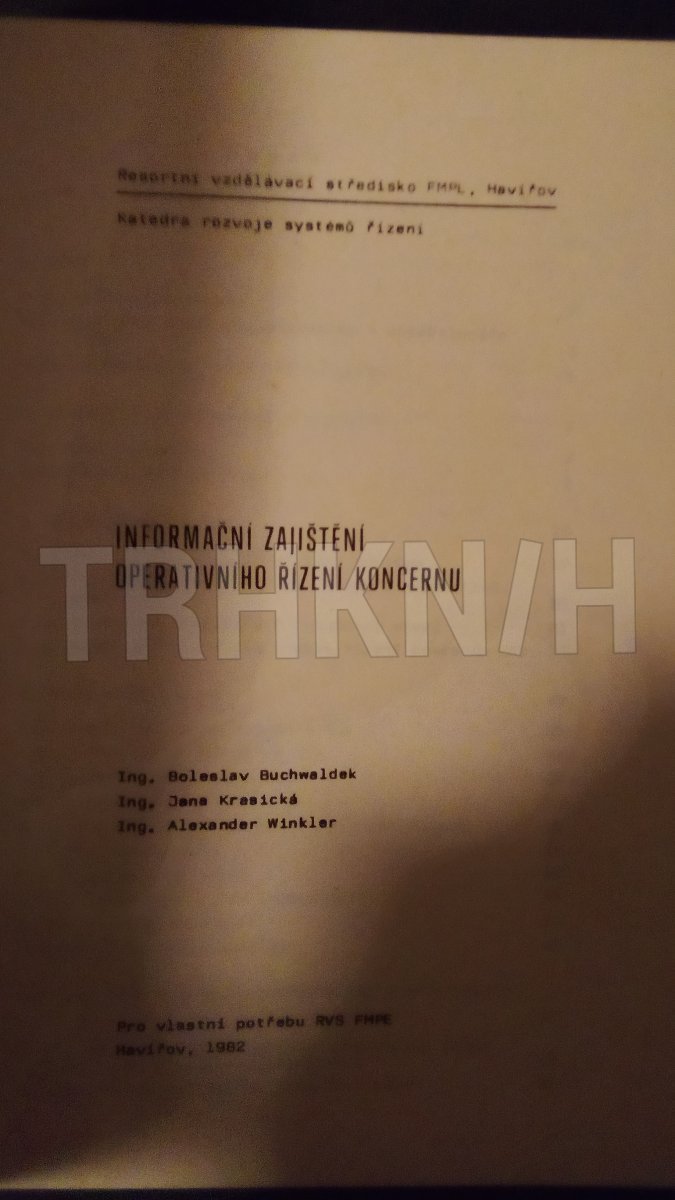 Resortní vzdělávací středisko FMPE, Havířov
Katedra rozvoje systémů řízení
INFORMAČNÍ ZAJIŠTĚNÍ
OPERATIVNÍHO ŘÍZENÍ KONCERNU
TRHKNIH
Ing. Boleslav Buchwaldek
Ing. Jana Krasická
Ing. Alexander Winkler
Pro vlastní potřebu RVS FMPE
Havířov, 1982